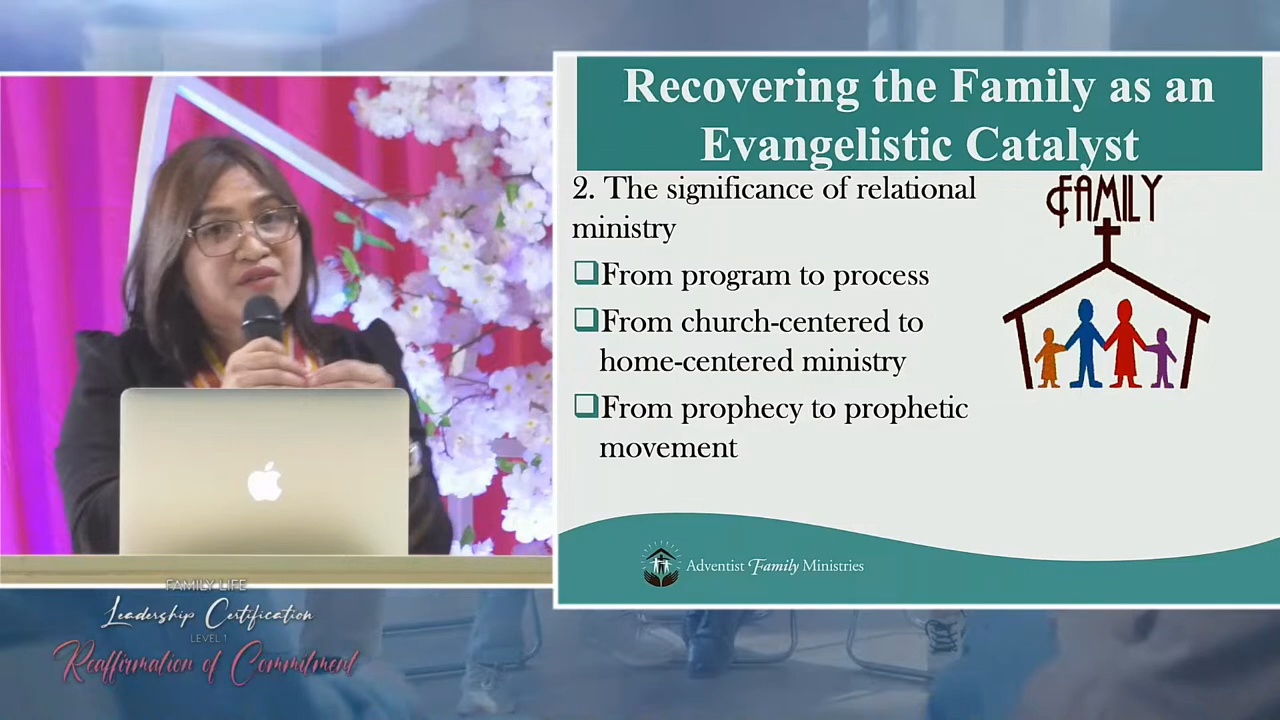 Recovering the Family as an
Evangelistic Catalyst
2. The significance of relational
ministry
From program to process
From church-centered to
home-centered ministry
From prophecy to prophetic
movement
FAMILY
Adventist Family Ministries
FAMILY LIFE
Leadership Certification
LEVEL 1
Reaffirmation of Commitment